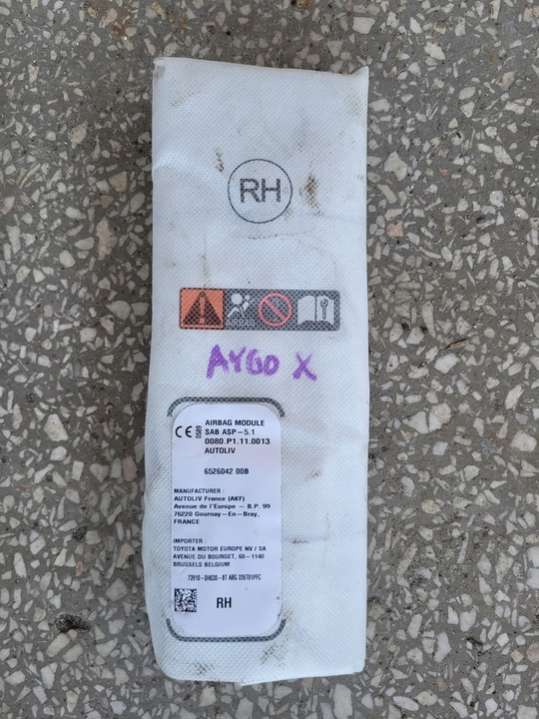 RH
AIRBAG
AYGO X
CE 0589
AIRBAG MODULE
SAB ASP-5.1
0080.P1.11.0013
AUTOLIV
6526042 00B
MANUFACTURER
AUTOLIV France (AKF)
Avenue de l'Europe - B.P. 99
76220 Gournay-En-Bray,
FRANCE
IMPORTER :
TOYOTA MOTOR EUROPE NV / SA
AVENUE DU BOURGET, 60-1140
BRUSSELS BELGIUM
RH